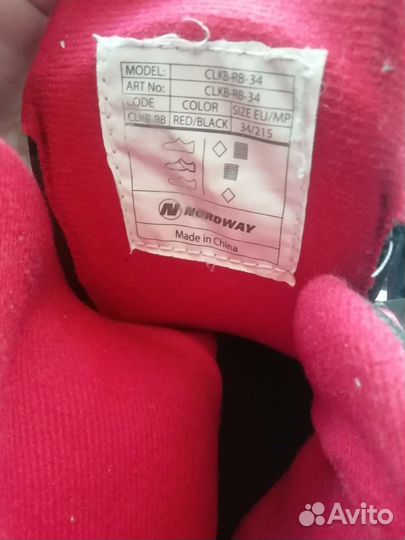 MODEL: CLKB-RB-34
ART No: CLKB-RB-34
CODE COLOR SIZE EU/MP
CLKB-RB RED/BLACK 34/215
NORDWAY
Made in China
Avito